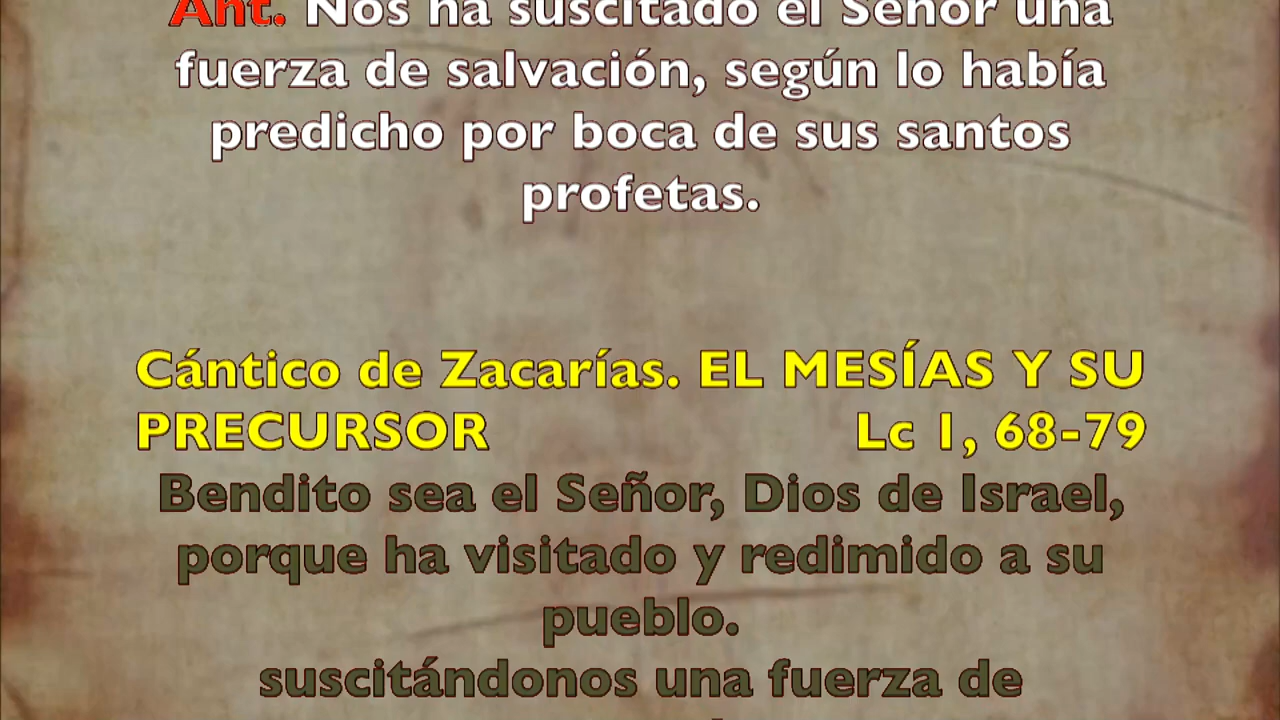 Ant. Nos ha suscitado el Señor una
fuerza de salvación, según lo había
predicho por boca de sus santos
profetas.
Cántico de Zacarías. EL MESÍAS Y SU
PRECURSOR Lc 1, 68-79
Bendito sea el Señor, Dios de Israel,
porque ha visitado y redimido a su
pueblo.
suscitándonos una fuerza de